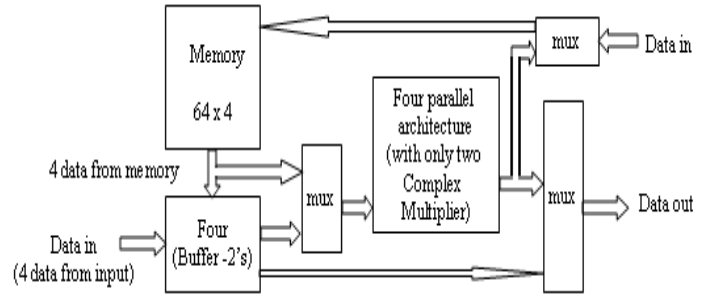 Memory
64 x 4
mux
Data in
Four parallel
architecture
(with only two
Complex
Multiplier)
4 data from memory
mux
mux
Data out
Data in
(4 data from input)
Four
(Buffer -2's)